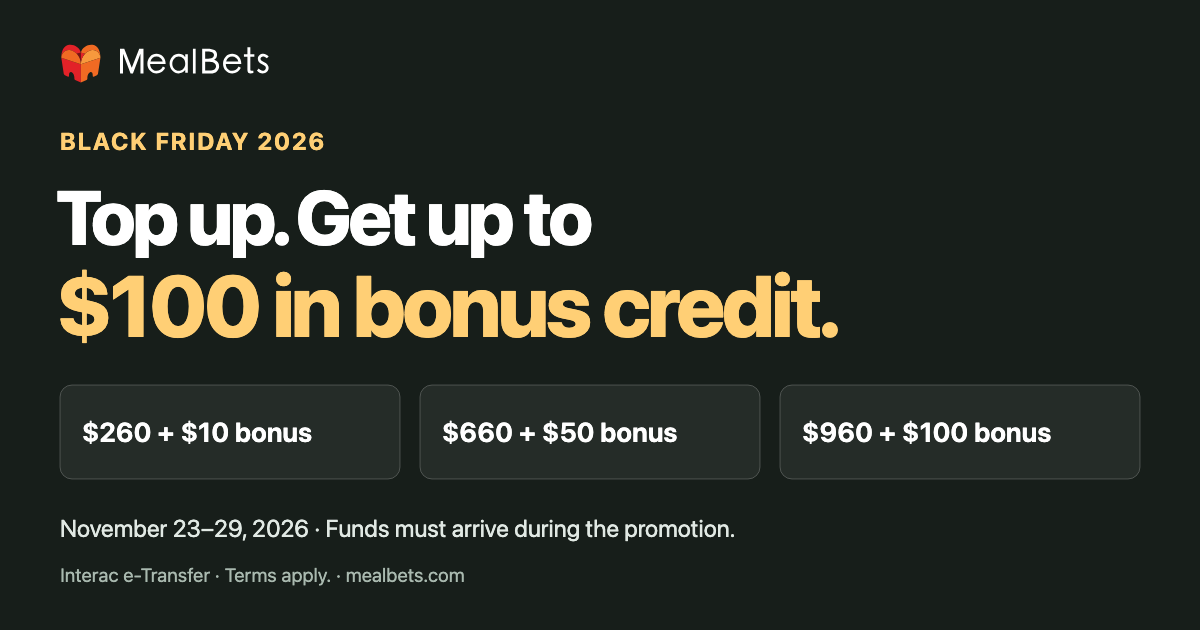 MealBets
BLACK FRIDAY 2026
Top up. Get up to
$100 in bonus credit.
$260 + $10 bonus
$660 + $50 bonus
$960 + $100 bonus
November 23–29, 2026 · Funds must arrive during the promotion.
Interac e-Transfer · Terms apply. · mealbets.com